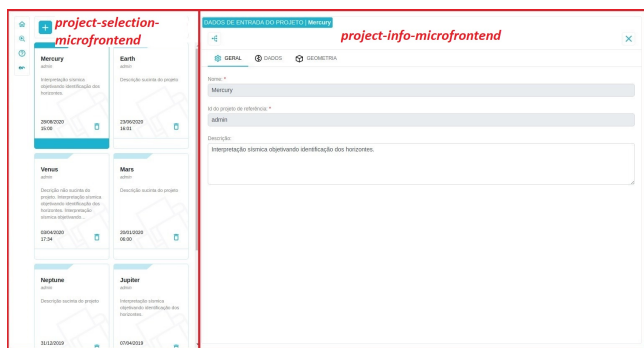 project-selection-
microfrontend
Mercury
admin
Interpretação sísmica
objetivando identificação dos
horizontes.
28/08/2020
15:00
Earth
admin
Descrição sucinta do projeto
23/06/2020
16:01
Venus
admin
Descrição não sucinta do
projeto. Interpretação sísmica
objetivando identificação dos
horizontes. Interpretação
sísmica objetivando...
03/04/2020
17:34
Mars
admin
Descrição sucinta do projeto
20/01/2020
06:00
Neptune
admin
Descrição sucinta do projeto
31/12/2019
Jupiter
admin
Interpretação sísmica
objetivando identificação dos
horizontes.
07/04/2019
DADOS DE ENTRADA DO PROJETO | Mercury
project-info-microfrontend
GERAL DADOS GEOMETRIA
Nome: *
Mercury
Id do projeto de referência: *
admin
Descrição:
Interpretação sísmica objetivando identificação dos horizontes.